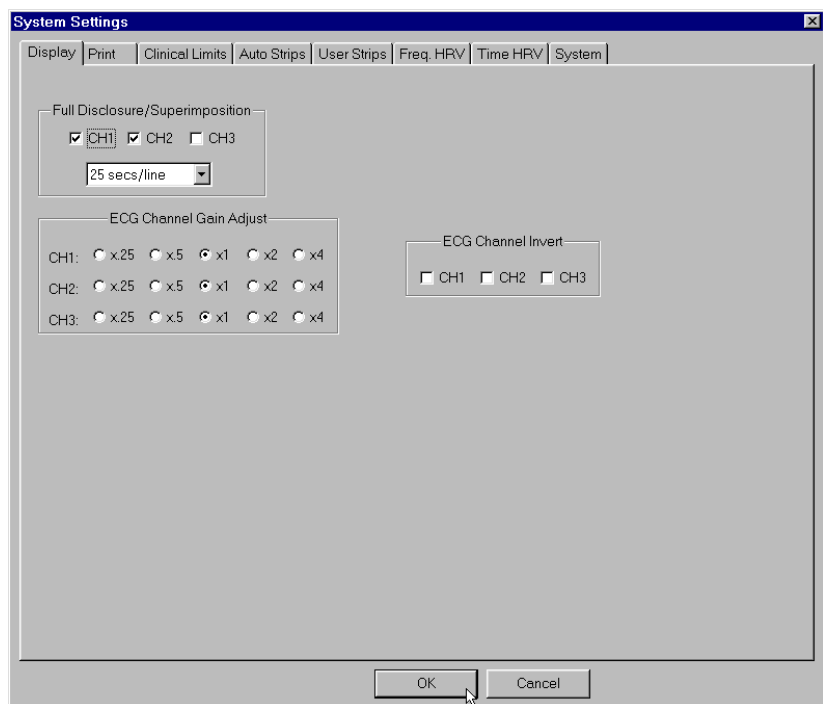 System Settings
Display Print Clinical Limits Auto Strips User Strips Freq. HRV Time HRV System
Full Disclosure/Superimposition
CH1 CH2 CH3
25 secs/line
ECG Channel Gain Adjust
CH1: x.25 x.5 x1 x2 x4
CH2: x.25 x.5 x1 x2 x4
CH3: x.25 x.5 x1 x2 x4
ECG Channel Invert
CH1 CH2 CH3
OK Cancel